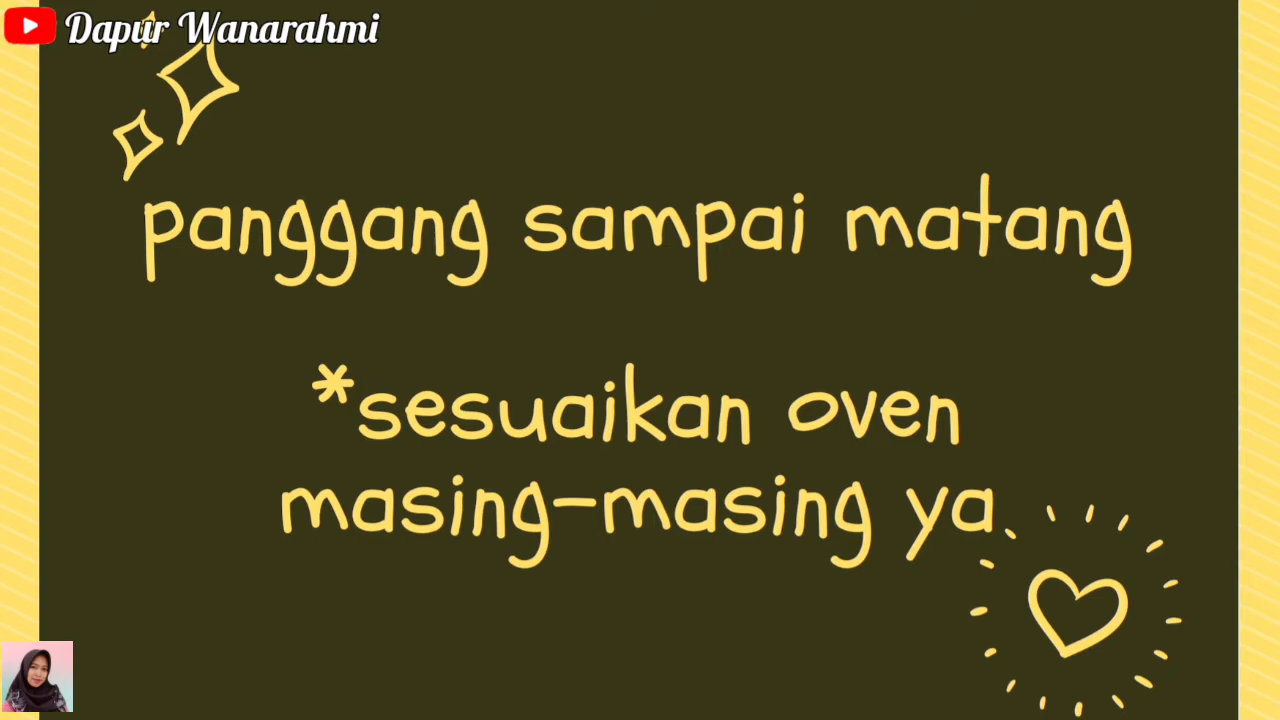 Dapur Wanarahmi
panggang sampai matang
*sesuaikan oven
masing-masing ya